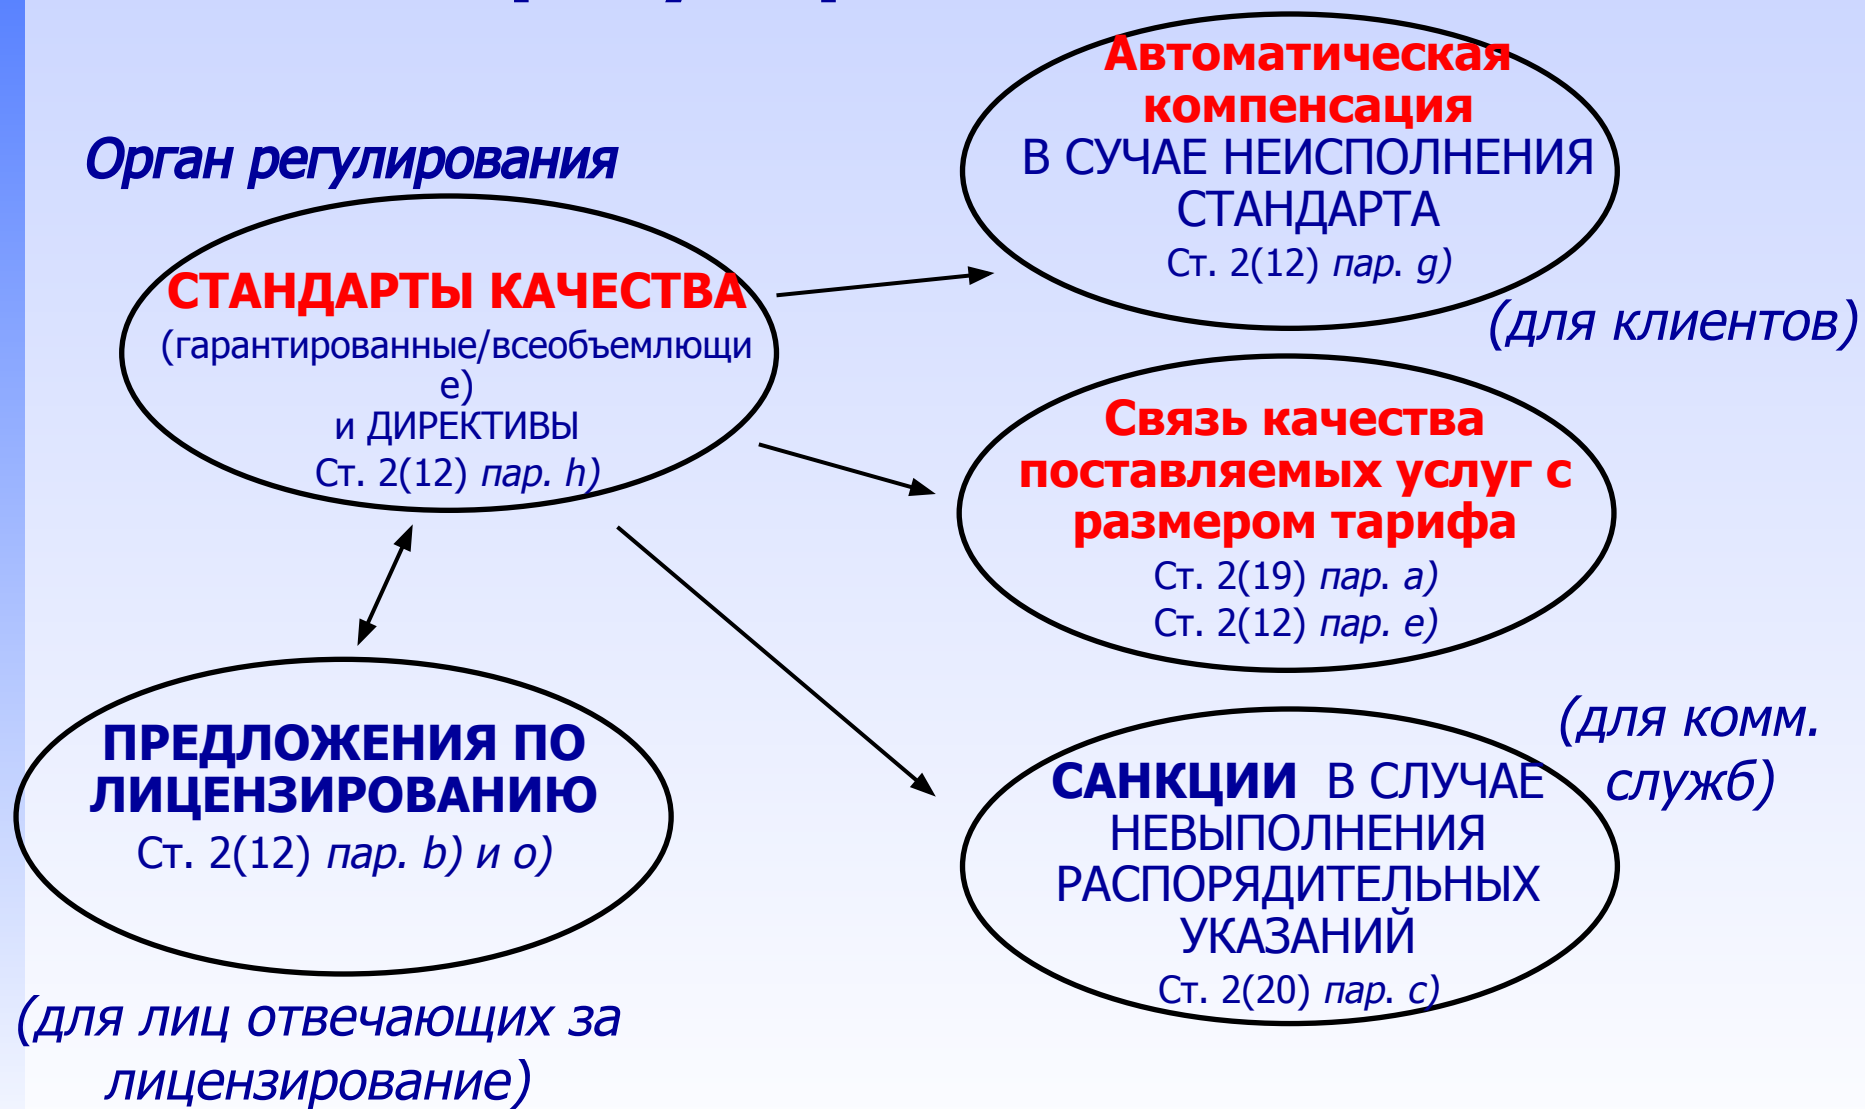 Орган регулирования
СТАНДАРТЫ КАЧЕСТВА
(гарантированные/всеобъемлющи
е)
и ДИРЕКТИВЫ
Ст. 2(12) пар. h)
Автоматическая
компенсация
В СУЧАЕ НЕИСПОЛНЕНИЯ
СТАНДАРТА
Ст. 2(12) пар. g)
(для клиентов)
Связь качества
поставляемых услуг с
размером тарифа
Ст. 2(19) пар. a)
Ст. 2(12) пар. e)
(для комм.
служб)
САНКЦИИ В СЛУЧАЕ
НЕВЫПОЛНЕНИЯ
РАСПОРЯДИТЕЛЬНЫХ
УКАЗАНИЙ
Ст. 2(20) пар. c)
ПРЕДЛОЖЕНИЯ ПО
ЛИЦЕНЗИРОВАНИЮ
Ст. 2(12) пар. b) и o)
(для лиц отвечающих за
лицензирование)